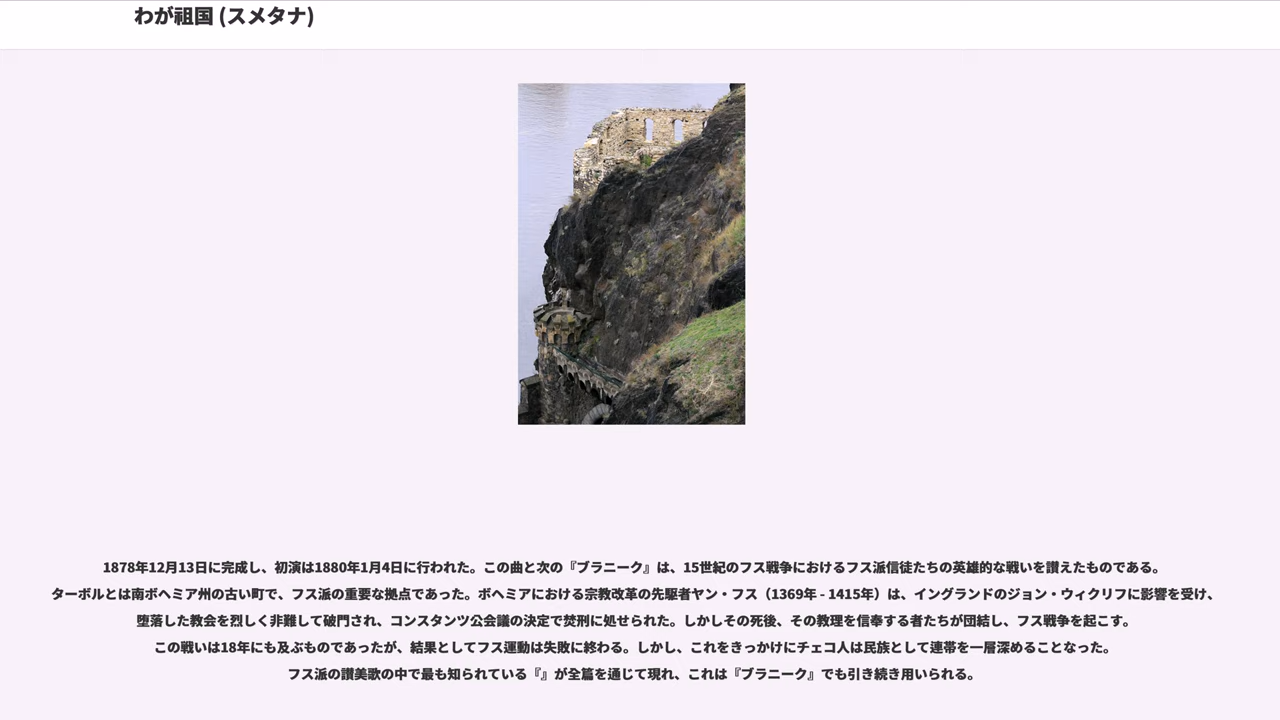 わが祖国 (スメタナ)
1878年12月13日に完成し、初演は1880年1月4日に行われた。この曲と次の『ブラニーク』は、15世紀のフス戦争におけるフス派信徒たちの英雄的な戦いを讃えたものである。
ターボルとは南ボヘミア州の古い町で、フス派の重要な拠点であった。ボヘミアにおける宗教改革の先駆者ヤン・フス（1369年 - 1415年）は、イングランドのジョン・ウィクリフに影響を受け、
堕落した教会を烈しく非難して破門され、コンスタンツ公会議の決定で焚刑に処せられた。しかしその死後、その教理を信奉する者たちが団結し、フス戦争を起こす。
この戦いは18年にも及ぶものであったが、結果としてフス運動は失敗に終わる。しかし、これをきっかけにチェコ人は民族として連帯を一層深めることなった。
フス派の讃美歌の中で最も知られている『』が全篇を通じて現れ、これは『ブラニーク』でも引き続き用いられる。